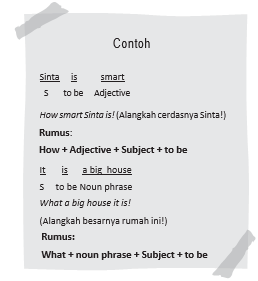 Contoh
Sinta is smart
S to be Adjective
How smart Sinta is! (Alangkah cerdasnya Sinta!)
Rumus:
How + Adjective + Subject + to be
It is a big house
S to be Noun phrase
What a big house it is!
(Alangkah besarnya rumah ini!)
Rumus:
What + noun phrase + Subject + to be